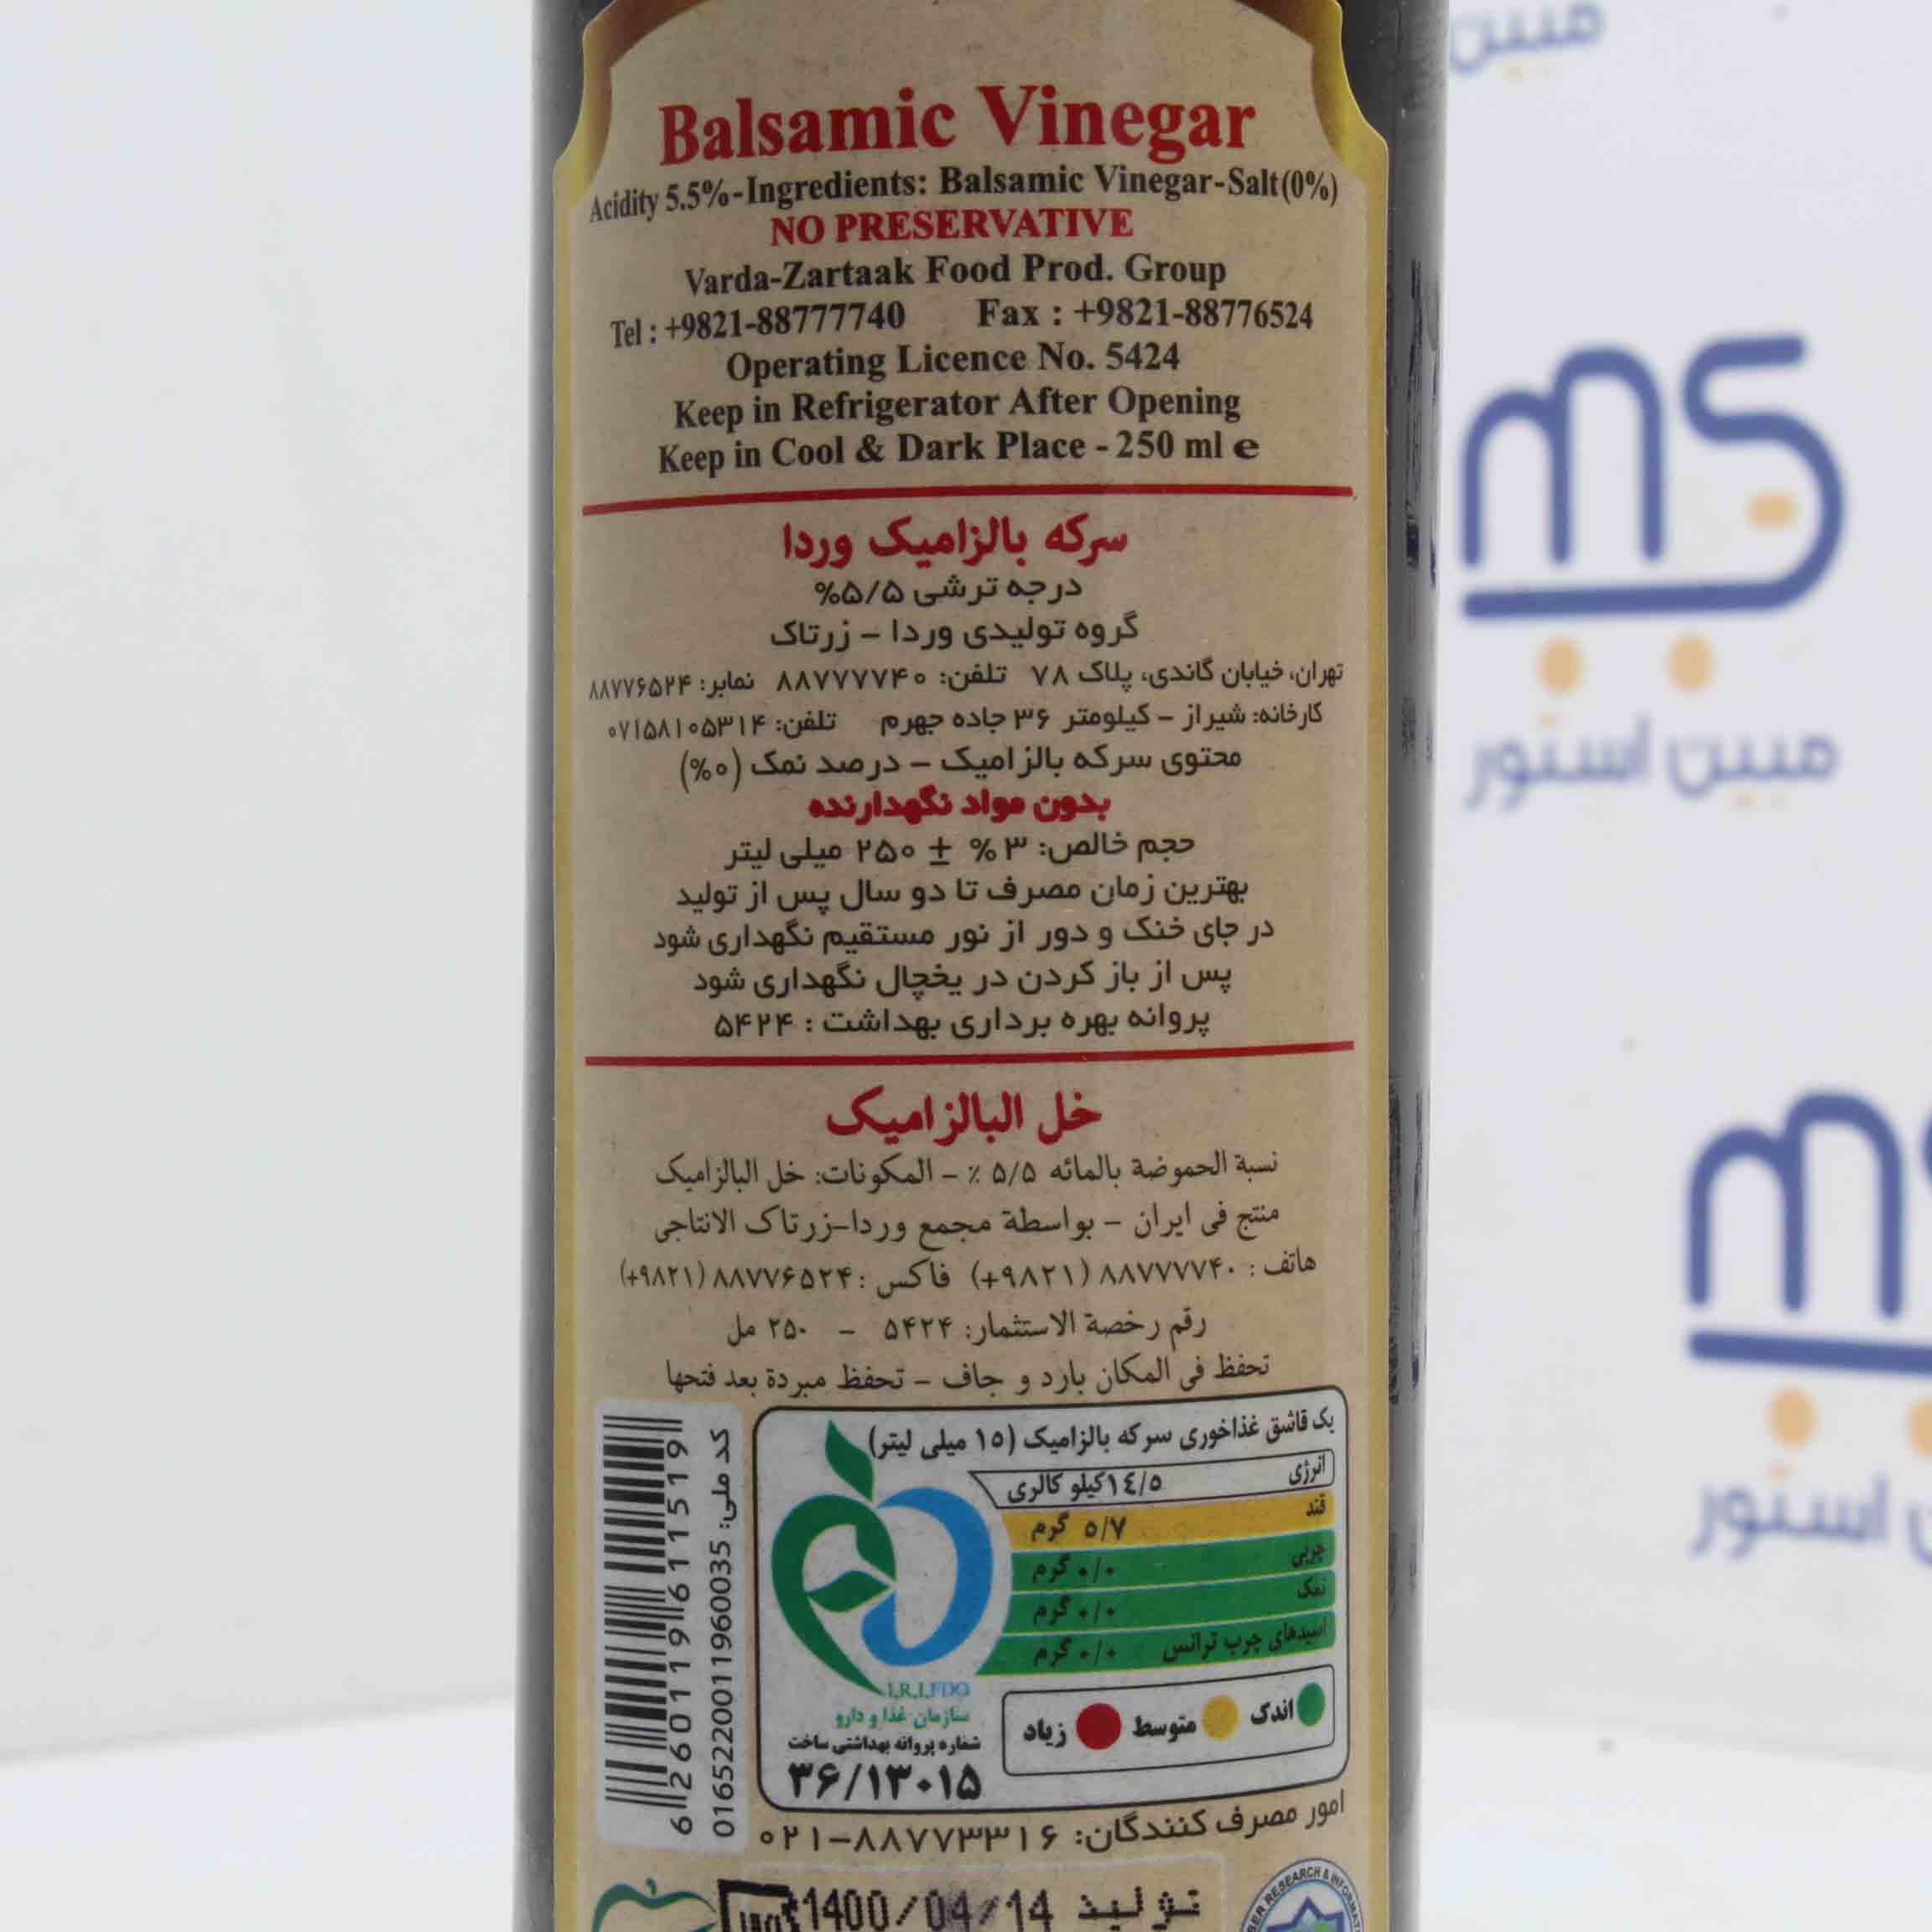 Balsamic Vinegar
Acidity 5.5%-Ingredients: Balsamic Vinegar-Salt(0%)
NO PRESERVATIVE
Varda-Zartaak Food Prod. Group
Tel : +9821-88777740 Fax : +9821-88776524
Operating Licence No. 5424
Keep in Refrigerator After Opening
Keep in Cool & Dark Place - 250 ml e
سرکه بالزامیک وردا
درجه ترشی ۵/۵%
گروه تولیدی وردا - زرتاک
تهران، خیابان گاندی، پلاک ۷۸ تلفن: ۸۸۷۷۷۷۴۰ نمابر: ۸۸۷۷۶۵۲۴
کارخانه: شیراز - کیلومتر ۳۶ جاده جهرم تلفن: ۰۷۱۵۸۱۰۵۳۱۴
محتوی سرکه بالزامیک - درصد نمک (۰%)
بدون مواد نگهدارنده
حجم خالص: ۳% ± ۲۵۰ میلی لیتر
بهترین زمان مصرف تا دو سال پس از تولید
در جای خنک و دور از نور مستقیم نگهداری شود
پس از باز کردن در یخچال نگهداری شود
پروانه بهره برداری بهداشت : ۵۴۲۴
خل البالزامیک
نسبة الحموضة بالمائه ۵/۵ ٪ - المکونات: خل البالزامیک
منتج فی ایران - بواسطة مجمع وردا-زرتاک الانتاجی
هاتف : ۸۸۷۷۷۷۴۰ (۹۸۲۱+) فاکس : ۸۸۷۷۶۵۲۴ (۹۸۲۱+)
رقم رخصة الاستثمار: ۵۴۲۴ - ۲۵۰ مل
تحفظ فی المکان بارد و جاف - تحفظ مبردة بعد فتحها
یک قاشق غذاخوری سرکه بالزامیک (۱۵ میلی لیتر)
انرژی ١٤/٥ کیلو کالری
قند ۵/۷ گرم
چربی ۰/۰ گرم
نمک ۰/۰ گرم
اسیدهای چرب ترانس ۰/۰ گرم
اندک متوسط زیاد
I.R.I.FDO
سازمان غذا و دارو
شماره پروانه بهداشتی ساخت
۳۶/۱۳۰۱۵
6 260119 611519
کد ملی: 0165220011960035
امور مصرف کنندگان: ۰۲۱-۸۸۷۷۳۳۱۶
تولید 1400/04/14
مبین
ms
مبین استور
استور